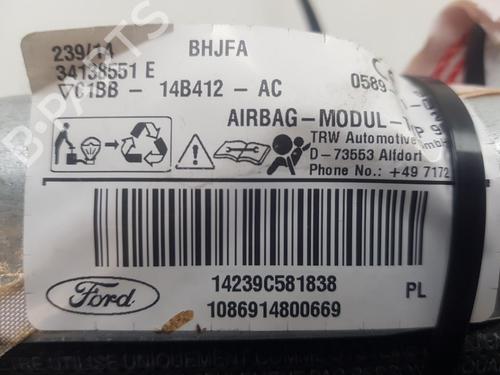 239/14 BHJFA
34138551 E 0589
C1BB - 14B412 - AC
AIRBAG-MODUL-
TRW Automotive
D-73553 Alfdorf
Phone No.: +49 7172
Ford
14239C581838 PL
1086914800669
B-PARTS